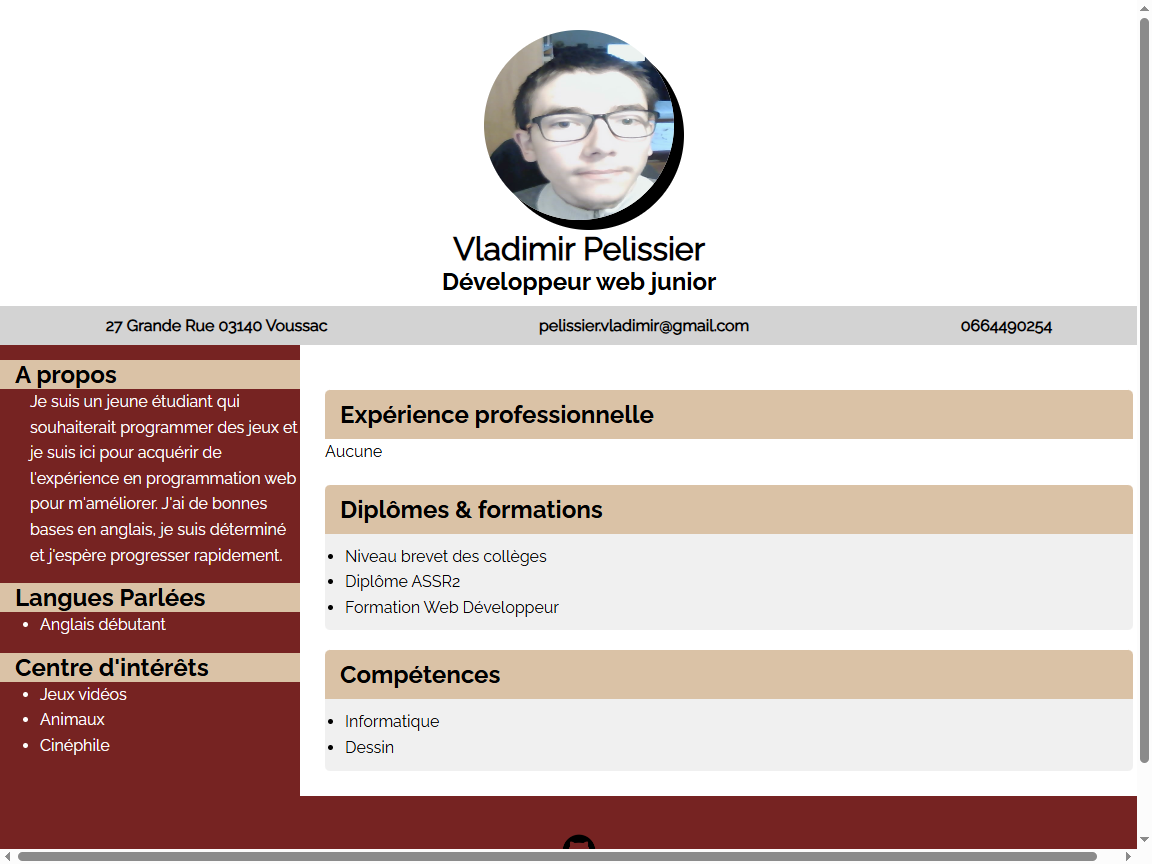 Vladimir Pelissier
Développeur web junior
27 Grande Rue 03140 Voussac
pelissier.vladimir@gmail.com
0664490254
A propos
Je suis un jeune étudiant qui
souhaiterait programmer des jeux et
je suis ici pour acquérir de
l'expérience en programmation web
pour m'améliorer. J'ai de bonnes
bases en anglais, je suis déterminé
et j'espère progresser rapidement.
Langues Parlées
Anglais débutant
Centre d'intérêts
Jeux vidéos
Animaux
Cinéphile
Expérience professionnelle
Aucune
Diplômes & formations
Niveau brevet des collèges
Diplôme ASSR2
Formation Web Développeur
Compétences
Informatique
Dessin